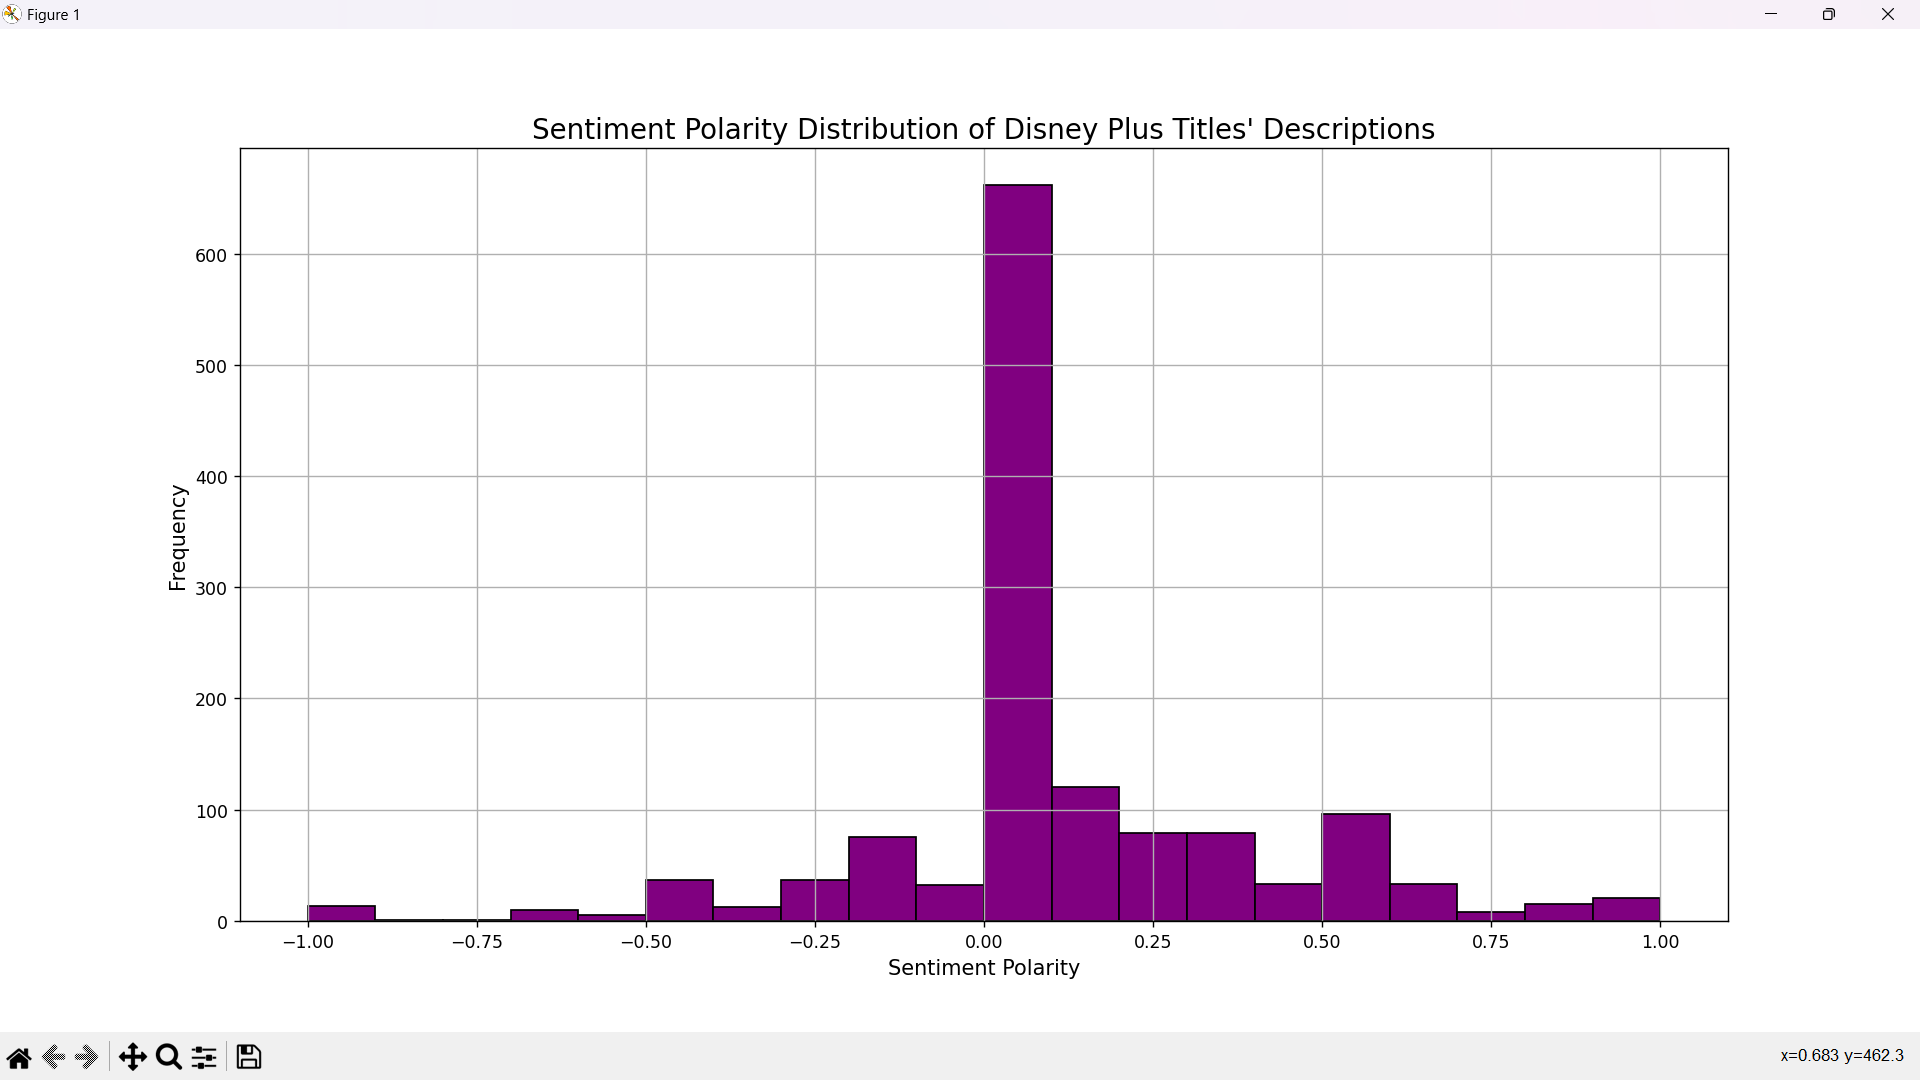 Figure 1
Sentiment Polarity Distribution of Disney Plus Titles' Descriptions
Frequency
600
500
400
300
200
100
0
−1.00 −0.75 −0.50 −0.25 0.00 0.25 0.50 0.75 1.00
Sentiment Polarity
x=0.683 y=462.3